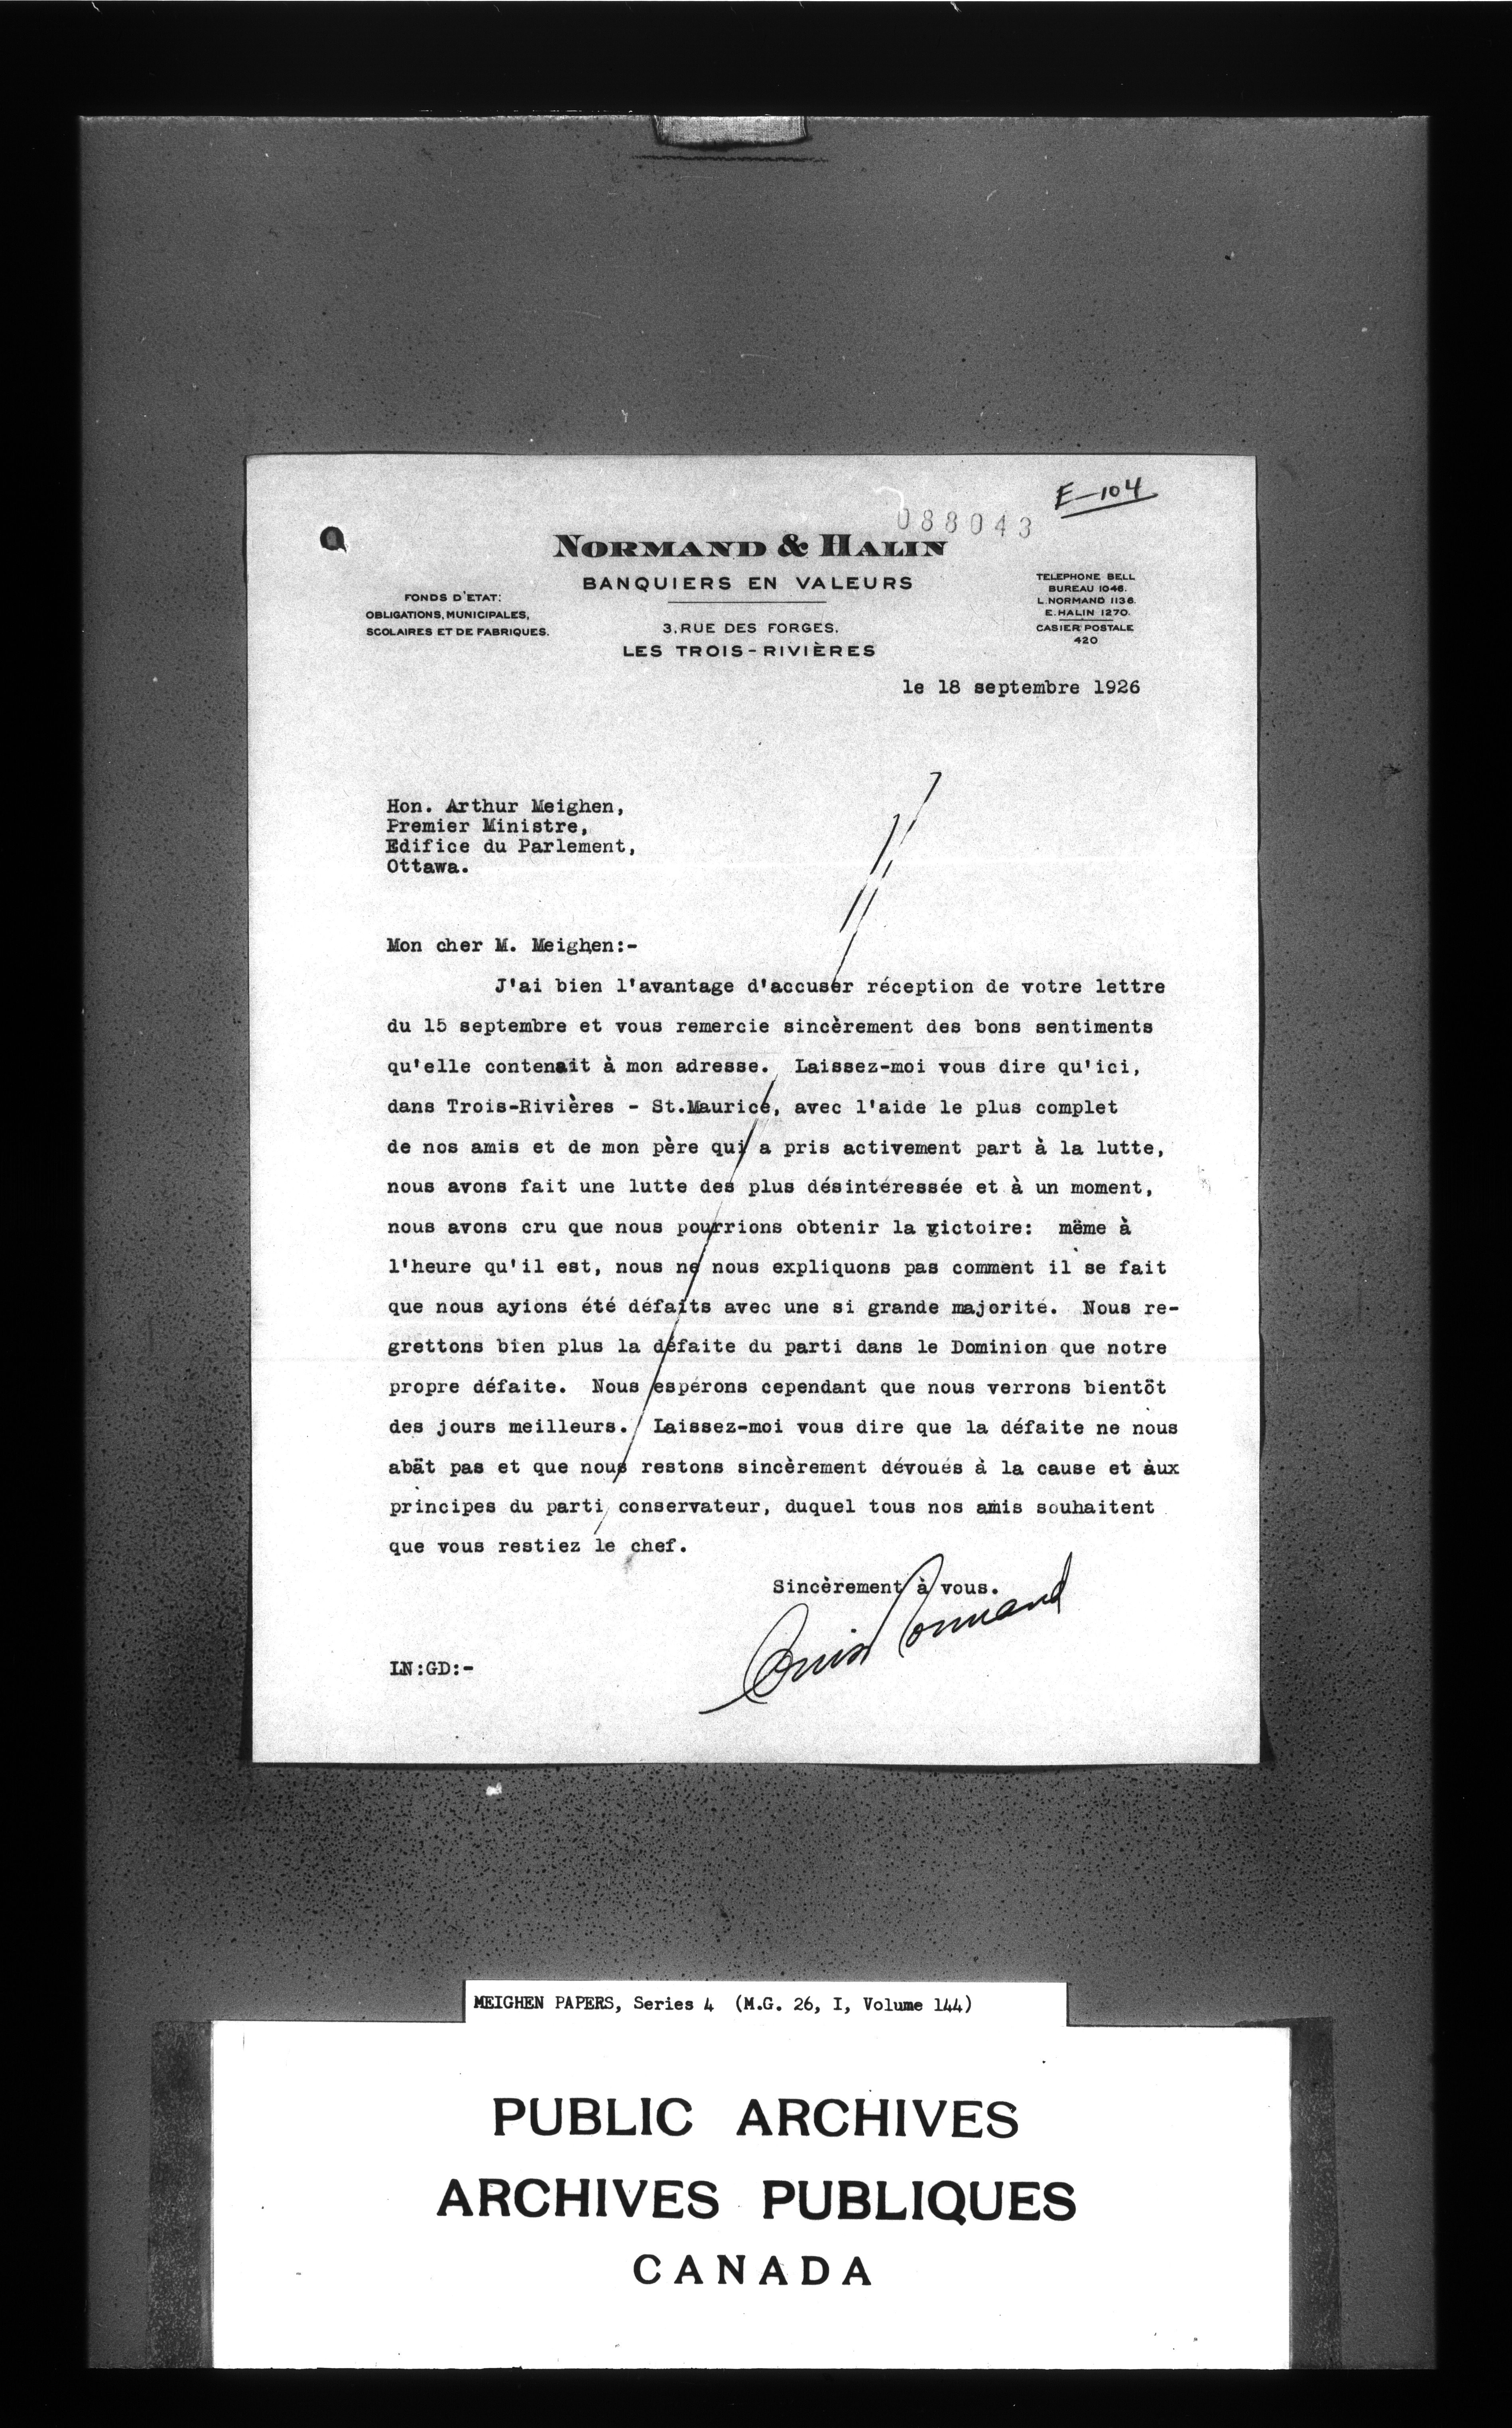 E-104
088043
NORMAND & HALIN
BANQUIERS EN VALEURS
FONDS D'ETAT:
OBLIGATIONS, MUNICIPALES,
SCOLAIRES ET DE FABRIQUES.
3, RUE DES FORGES.
LES TROIS-RIVIÈRES
TELEPHONE BELL
BUREAU 1046.
L. NORMAND 1136.
E. HALIN 1270.
CASIER POSTALE
420
le 18 septembre 1926
Hon. Arthur Meighen,
Premier Ministre,
Edifice du Parlement,
Ottawa.
Mon cher M. Meighen:-
J'ai bien l'avantage d'accuser réception de votre lettre
du 15 septembre et vous remercie sincèrement des bons sentiments
qu'elle contenait à mon adresse. Laissez-moi vous dire qu'ici,
dans Trois-Rivières - St.Maurice, avec l'aide le plus complet
de nos amis et de mon père qui a pris activement part à la lutte,
nous avons fait une lutte des plus désintéressée et à un moment,
nous avons cru que nous pourrions obtenir la victoire: même à
l'heure qu'il est, nous ne nous expliquons pas comment il se fait
que nous ayions été défaits avec une si grande majorité. Nous re-
grettons bien plus la défaite du parti dans le Dominion que notre
propre défaite. Nous espérons cependant que nous verrons bientôt
des jours meilleurs. Laissez-moi vous dire que la défaite ne nous
abât pas et que nous restons sincèrement dévoués à la cause et aux
principes du parti conservateur, duquel tous nos amis souhaitent
que vous restiez le chef.
Sincèrement à vous.
Louis Normand
LN:GD:-
MEIGHEN PAPERS, Series 4 (M.G. 26, I, Volume 144)
PUBLIC ARCHIVES
ARCHIVES PUBLIQUES
CANADA